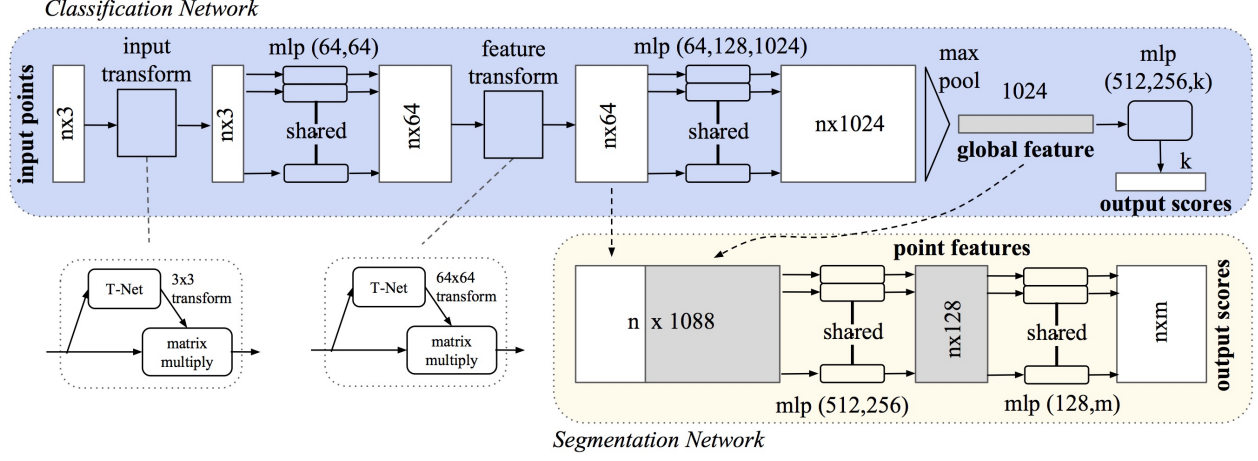 Classification Network
input points
nx3
input
transform
nx3
mlp (64,64)
shared
nx64
feature
transform
nx64
mlp (64,128,1024)
shared
nx1024
max
pool
1024
global feature
mlp
(512,256,k)
k
output scores
T-Net
3x3
transform
matrix
multiply
T-Net
64x64
transform
matrix
multiply
point features
n x 1088
shared
mlp (512,256)
nx128
shared
mlp (128,m)
nxm
output scores
Segmentation Network